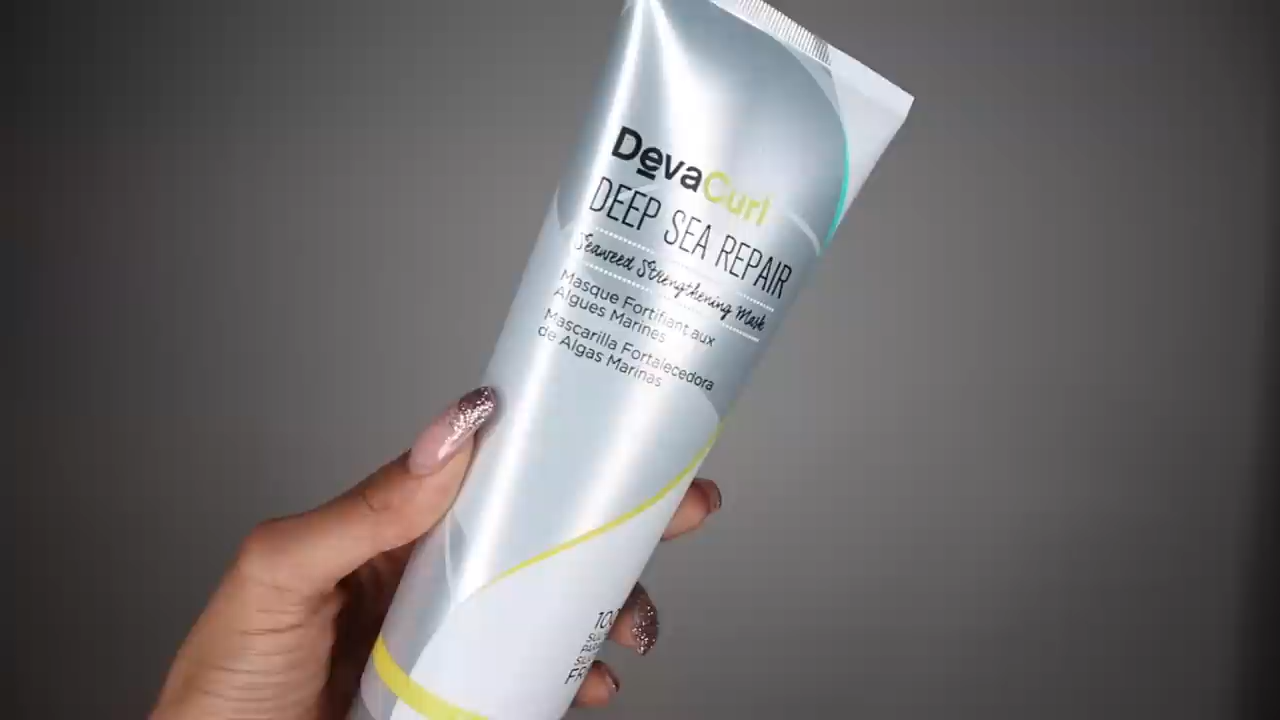 DevaCurl
DEEP SEA REPAIR
Seaweed Strengthening Mask
Masque Fortifiant aux
Algues Marines
Mascarilla Fortalecedora
de Algas Marinas